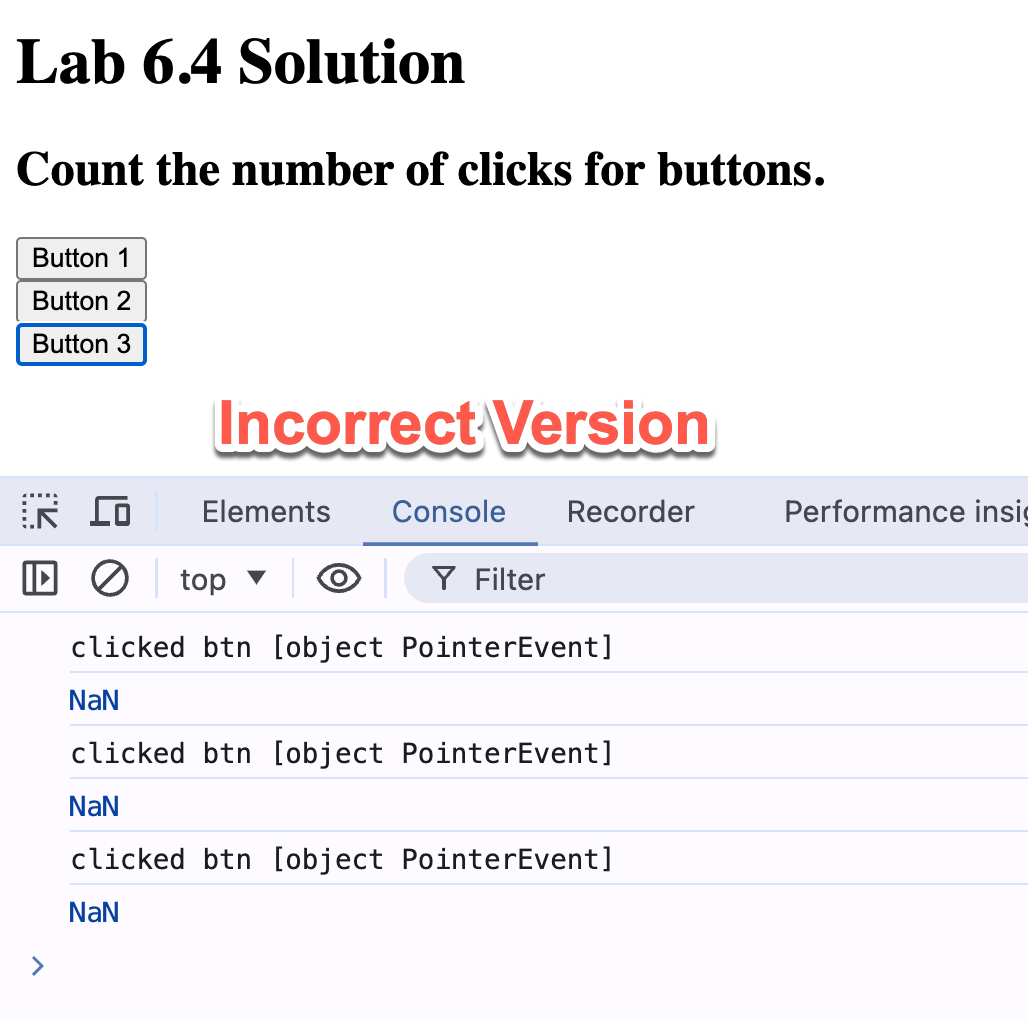 Lab 6.4 Solution
Count the number of clicks for buttons.
Button 1
Button 2
Button 3
Incorrect Version
Elements Console Recorder Performance insig
top Filter
clicked btn [object PointerEvent]
NaN
clicked btn [object PointerEvent]
NaN
clicked btn [object PointerEvent]
NaN